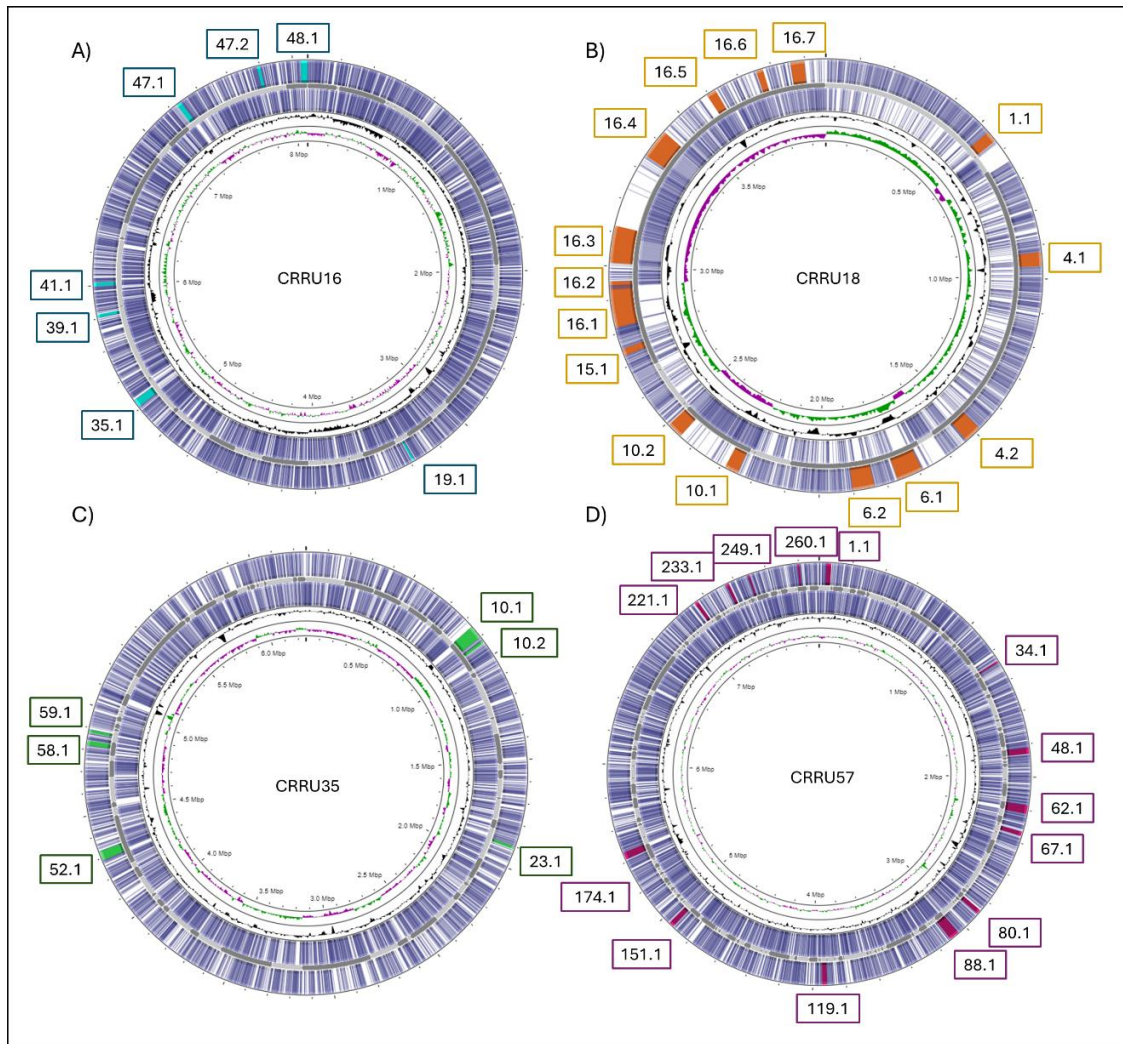 A)
47.2
48.1
47.1
41.1
39.1
35.1
19.1
8 Mbp
1 Mbp
2 Mbp
3 Mbp
4 Mbp
5 Mbp
6 Mbp
7 Mbp
CRRU16
B)
16.6
16.7
16.5
16.4
16.3
16.2
16.1
15.1
10.2
10.1
6.2
6.1
4.2
4.1
1.1
0.5 Mbp
1.0 Mbp
1.5 Mbp
2.0 Mbp
2.5 Mbp
3.0 Mbp
3.5 Mbp
CRRU18
C)
10.1
10.2
23.1
52.1
58.1
59.1
0.5 Mbp
1.0 Mbp
1.5 Mbp
2.0 Mbp
2.5 Mbp
3.0 Mbp
3.5 Mbp
4.0 Mbp
4.5 Mbp
5.0 Mbp
5.5 Mbp
6.0 Mbp
CRRU35
D)
249.1
260.1
1.1
233.1
221.1
34.1
48.1
62.1
67.1
80.1
88.1
119.1
151.1
174.1
1 Mbp
2 Mbp
3 Mbp
4 Mbp
5 Mbp
6 Mbp
7 Mbp
CRRU57